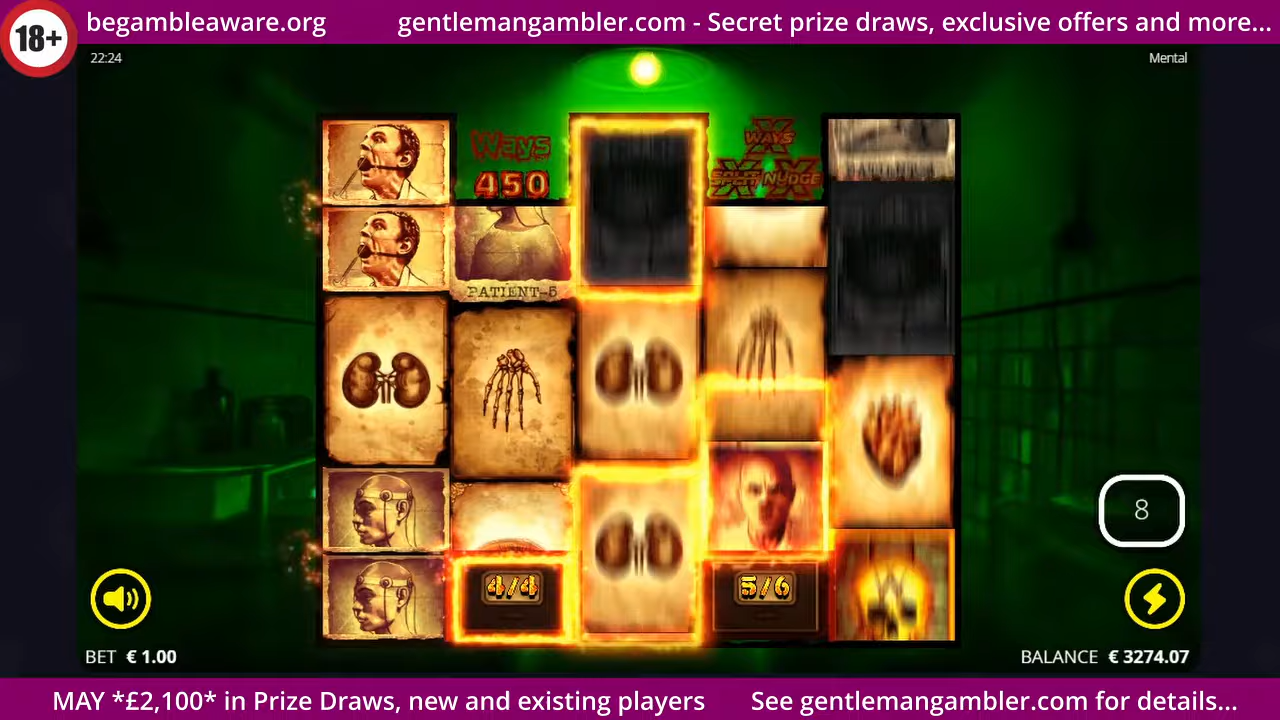 18+
begambleaware.org
gentlemangambler.com - Secret prize draws, exclusive offers and more...
22:24
Mental
Ways
450
X
WAYS
XX
SPLIT NUDGE
PATIENT-5
8
4/4
5/6
BET € 1.00
BALANCE € 3274.07
MAY *£2,100* in Prize Draws, new and existing players
See gentlemangambler.com for details...